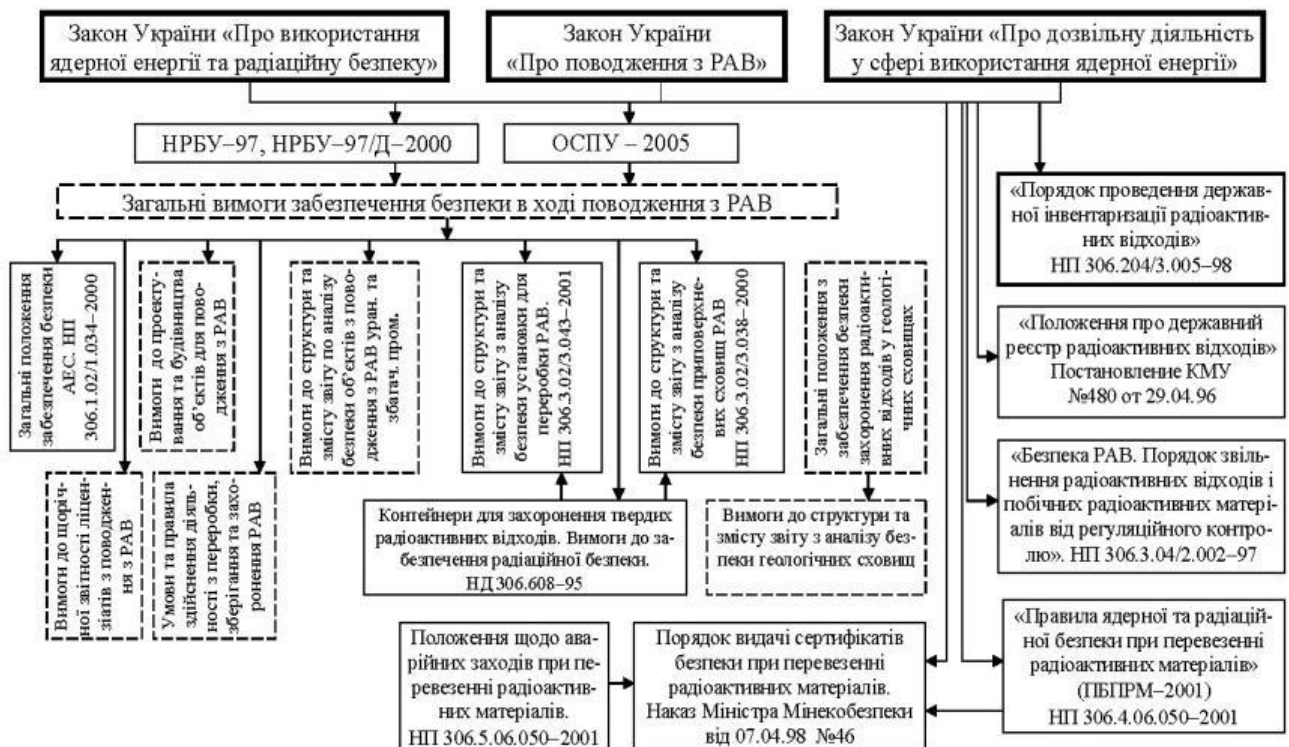 Закон України «Про використання
ядерної енергії та радіаційну безпеку»
Закон України
«Про поводження з РАВ»
Закон України «Про дозвільну діяльність
у сфері використання ядерної енергії»
НРБУ–97, НРБУ–97/Д–2000
ОСПУ – 2005
Загальні вимоги забезпечення безпеки в ході поводження з РАВ
Загальні положення
забезпечення безпеки
АЕС. НП
306.1.02/1.034–2000
Вимоги до проекту-
вання та будівництва
об’єктів для пово-
дження з РАВ
Вимоги до структури та
змісту звіту по аналізу
безпеки об’єктів з пово-
дження з РАВ уран. та
збагач. пром.
Вимоги до структури та
змісту звіту з аналізу
безпеки установки для
переробки РАВ.
НП 306.3.02/3.043–2001
Вимоги до структури та
змісту звіту з аналізу
безпеки приповерхне-
вих сховищ РАВ
НП 306.3.02/3.038–2000
Загальні положення з
забезпечення безпеки
захоронення радіоакти-
вних відходів у геологі-
чних сховищах
Вимоги до щоріч-
ної звітності ліцен-
зіатів з поводжен-
ня з РАВ
Умови та правила
здійснення діяль-
ності з переробки,
зберігання та захо-
ронення РАВ
Контейнери для захоронення твердих
радіоактивних відходів. Вимоги до за-
безпечення радіаційної безпеки.
НД 306.608–95
Вимоги до структури та
змісту звіту з аналізу без-
пеки геологічних сховищ
«Порядок проведення держав-
ної інвентаризації радіоактив-
них відходів»
НП 306.204/3.005–98
«Положення про державний
реєстр радіоактивних відходів»
Постановление КМУ
№480 от 29.04.96
«Безпека РАВ. Порядок звіль-
нення радіоактивних відходів і
побічних радіоактивних матері-
алів від регуляційного контро-
лю». НП 306.3.04/2.002–97
«Правила ядерної та радіацій-
ної безпеки при перевезенні
радіоактивних матеріалів»
(ПБПРМ–2001)
НП 306.4.06.050–2001
Положення щодо ава-
рійних заходів при пе-
ревезенні радіоактив-
них матеріалів.
НП 306.5.06.050–2001
Порядок видачі сертифікатів
безпеки при перевезенні
радіоактивних матеріалів.
Наказ Міністра Мінекобезпеки
від 07.04.98 №46